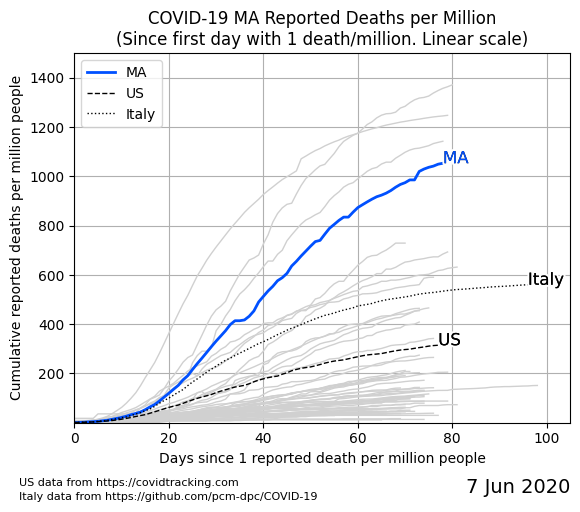 COVID-19 MA Reported Deaths per Million
(Since first day with 1 death/million. Linear scale)
Cumulative reported deaths per million people
1400
1200
1000
800
600
400
200
MA
US
Italy
MA
Italy
US
0 20 40 60 80 100
Days since 1 reported death per million people
US data from https://covidtracking.com
Italy data from https://github.com/pcm-dpc/COVID-19
7 Jun 2020